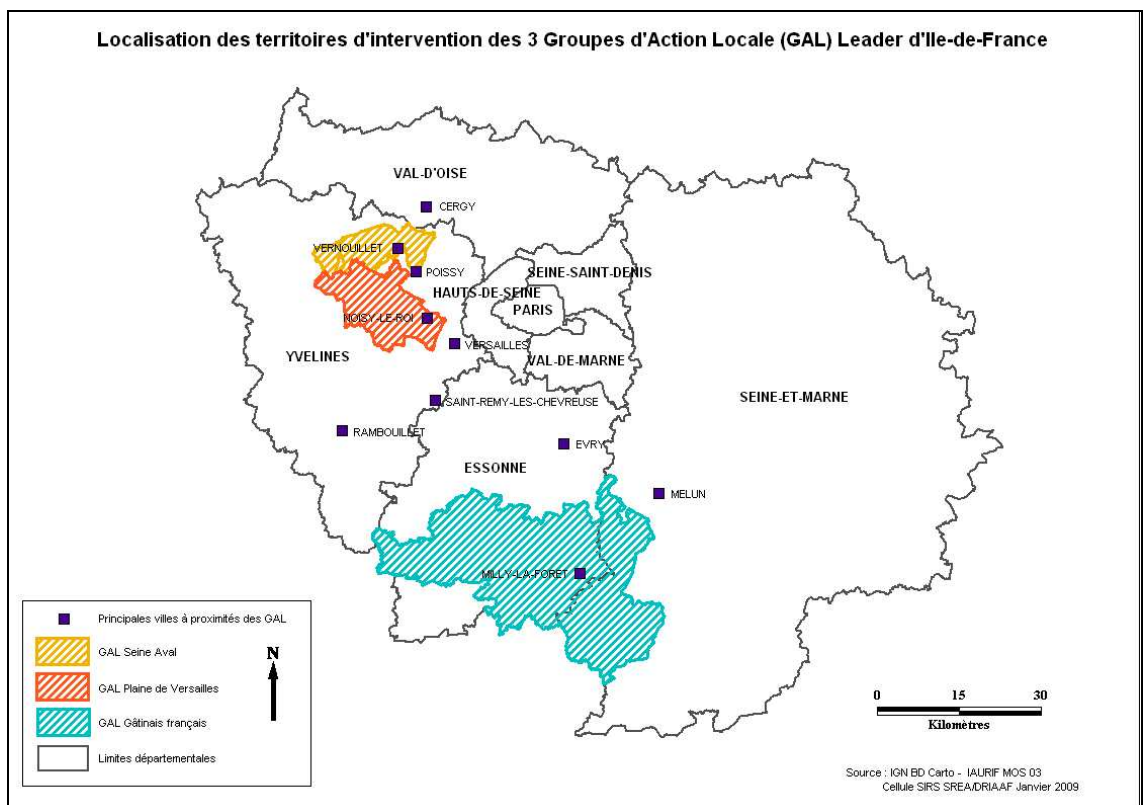 Localisation des territoires d'intervention des 3 Groupes d'Action Locale (GAL) Leader d'Ile-de-France
VAL-D'OISE
CERGY
VERNOUILLET
POISSY
SEINE-SAINT-DENIS
HAUTS-DE-SEINE
PARIS
NOISY-LE-ROI
VERSAILLES
YVELINES
VAL-DE-MARNE
SEINE-ET-MARNE
SAINT-REMY-LES-CHEVREUSE
RAMBOUILLET
EVRY
ESSONNE
MELUN
MILLY-LA-FORET
Principales villes à proximités des GAL
GAL Seine Aval
GAL Plaine de Versailles
GAL Gâtinais français
Limites départementales
N
0 15 30
Kilomètres
Source : IGN BD Carto - IAURIF MOS 03
Cellule SIRS SREA/DRIAAF Janvier 2009